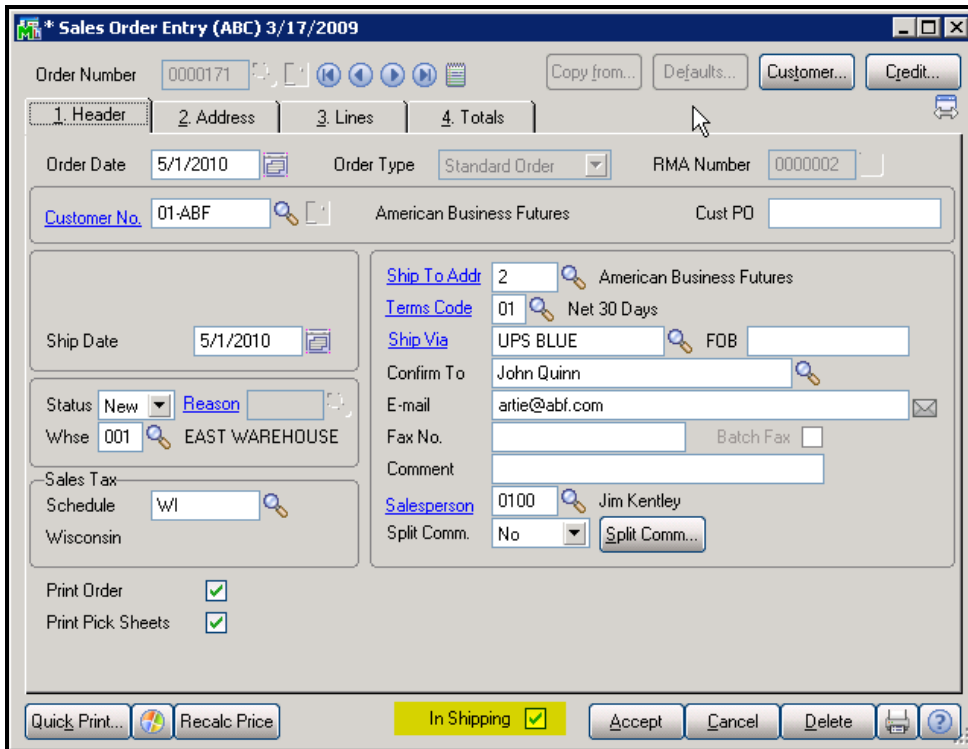 * Sales Order Entry (ABC) 3/17/2009
Order Number 0000171 Copy from... Defaults... Customer... Credit...
1. Header 2. Address 3. Lines 4. Totals
Order Date 5/1/2010 Order Type Standard Order RMA Number 0000002
Customer No. 01-ABF American Business Futures Cust PO
Ship To Addr 2 American Business Futures
Terms Code 01 Net 30 Days
Ship Date 5/1/2010 Ship Via UPS BLUE FOB
Confirm To John Quinn
Status New Reason E-mail artie@abf.com
Whse 001 EAST WAREHOUSE Fax No. Batch Fax
Comment
Sales Tax
Schedule WI Salesperson 0100 Jim Kentley
Wisconsin Split Comm. No Split Comm...
Print Order
Print Pick Sheets
Quick Print... Recalc Price In Shipping Accept Cancel Delete